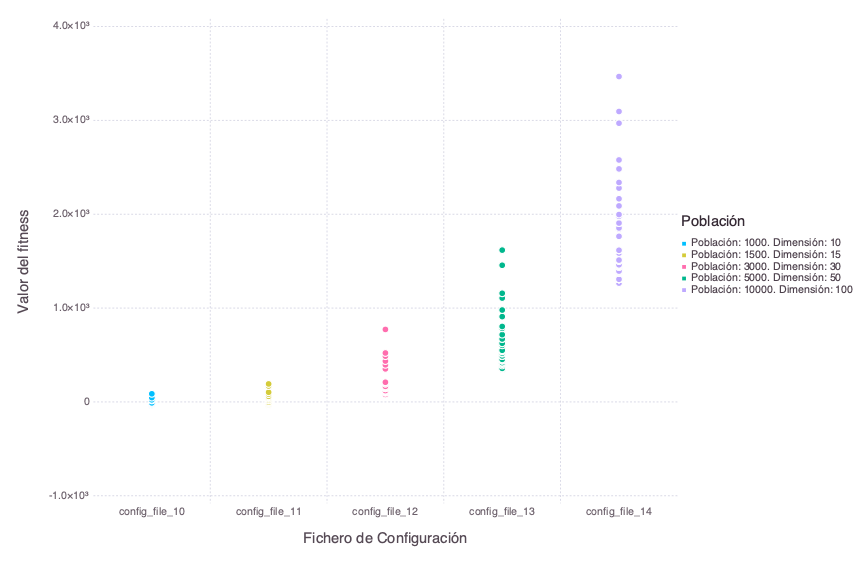 4.0×10³
3.0×10³
2.0×10³
1.0×10³
0
-1.0×10³
Valor del fitness
config_file_10
config_file_11
config_file_12
config_file_13
config_file_14
Fichero de Configuración
Población
Población: 1000. Dimensión: 10
Población: 1500. Dimensión: 15
Población: 3000. Dimensión: 30
Población: 5000. Dimensión: 50
Población: 10000. Dimensión: 100